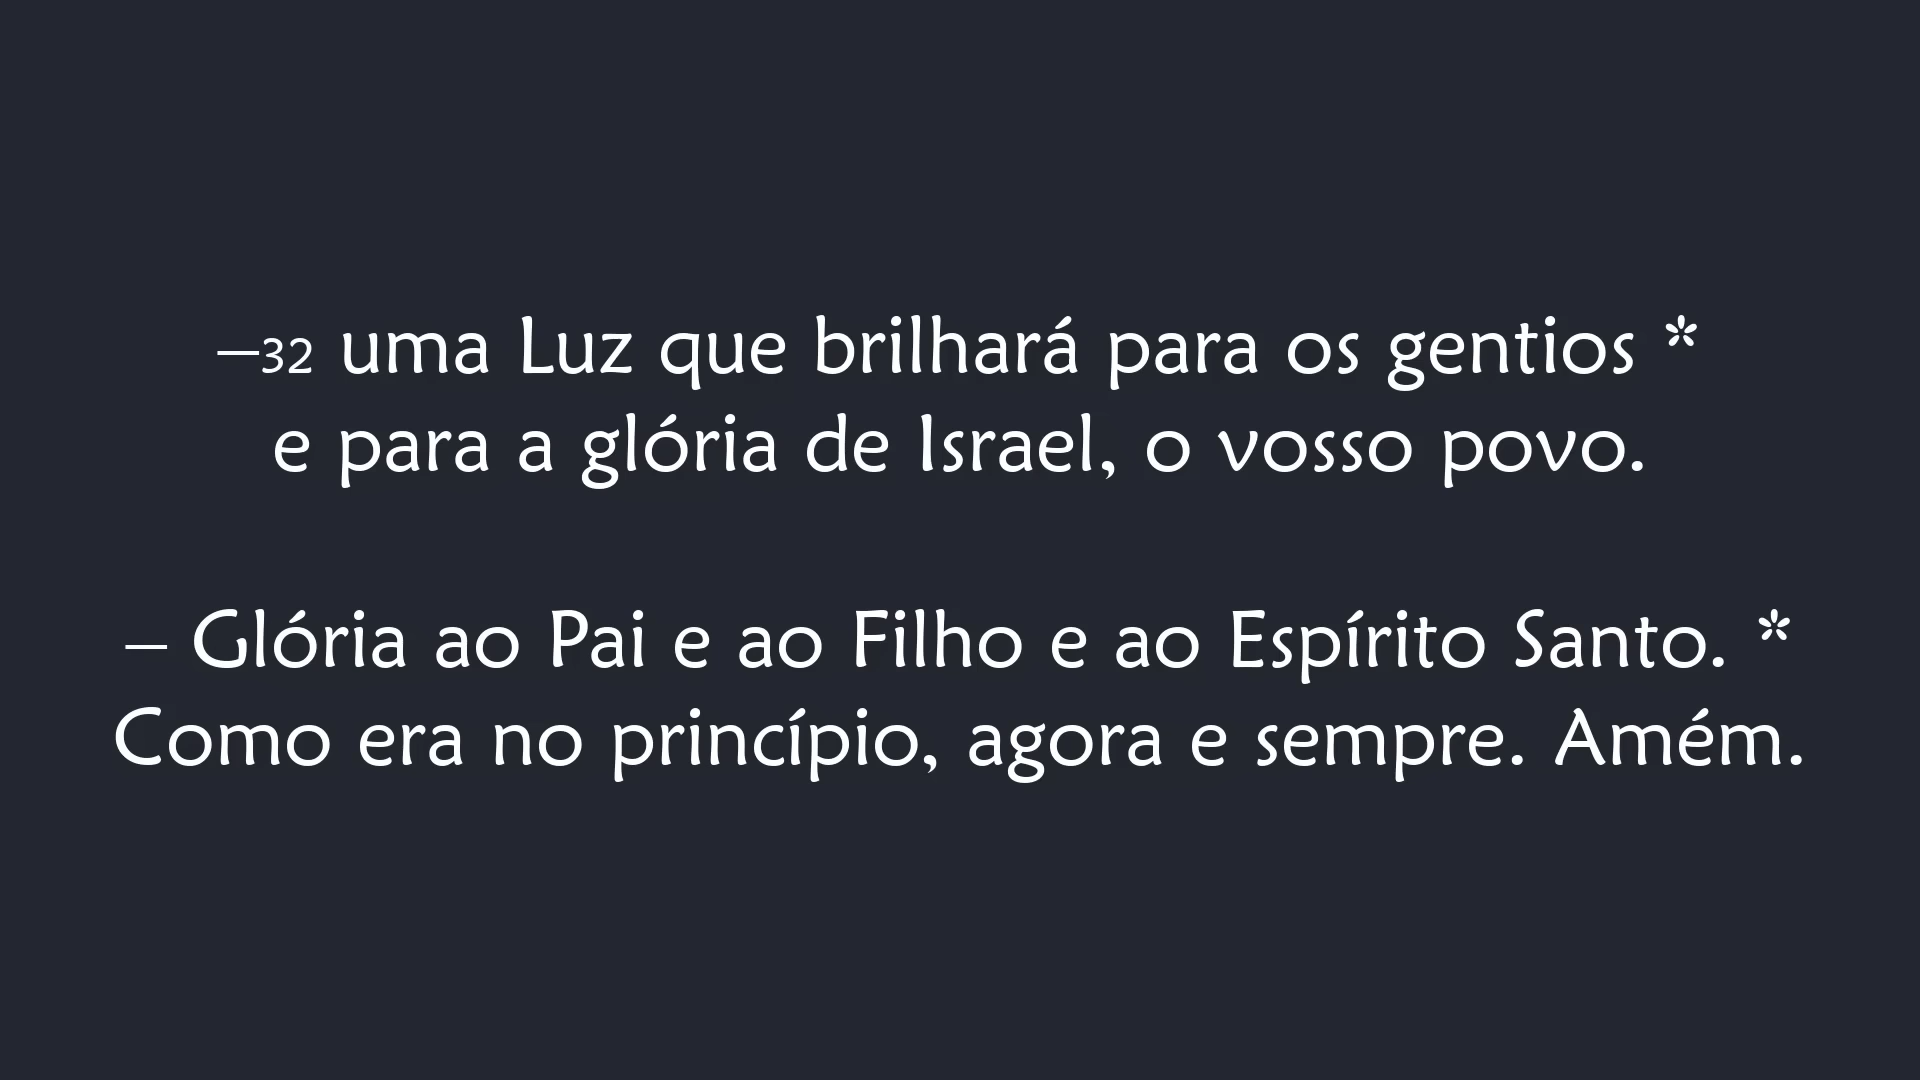 –32 uma Luz que brilhará para os gentios *
e para a glória de Israel, o vosso povo.
– Glória ao Pai e ao Filho e ao Espírito Santo. *
Como era no princípio, agora e sempre. Amém.